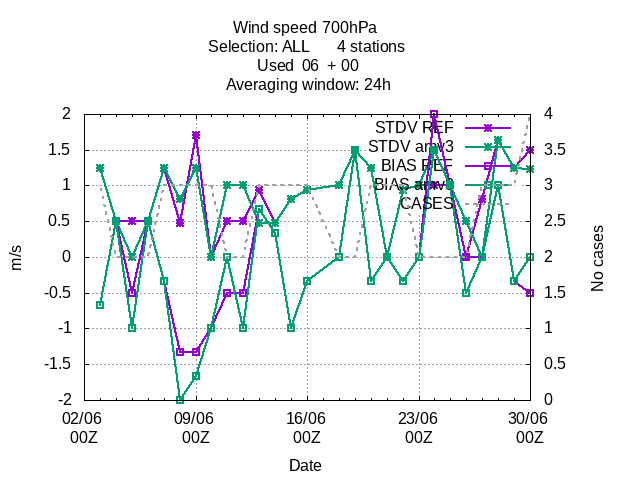 Wind speed 700hPa
Selection: ALL 4 stations
Used 06 + 00
Averaging window: 24h
STDV REF
STDV arnv3
BIAS REF
BIAS arnv3
CASES
m/s
No cases
2
1.5
1
0.5
0
-0.5
-1
-1.5
-2
4
3.5
3
2.5
2
1.5
1
0.5
0
02/06 09/06 16/06 23/06 30/06
00Z 00Z 00Z 00Z 00Z
Date